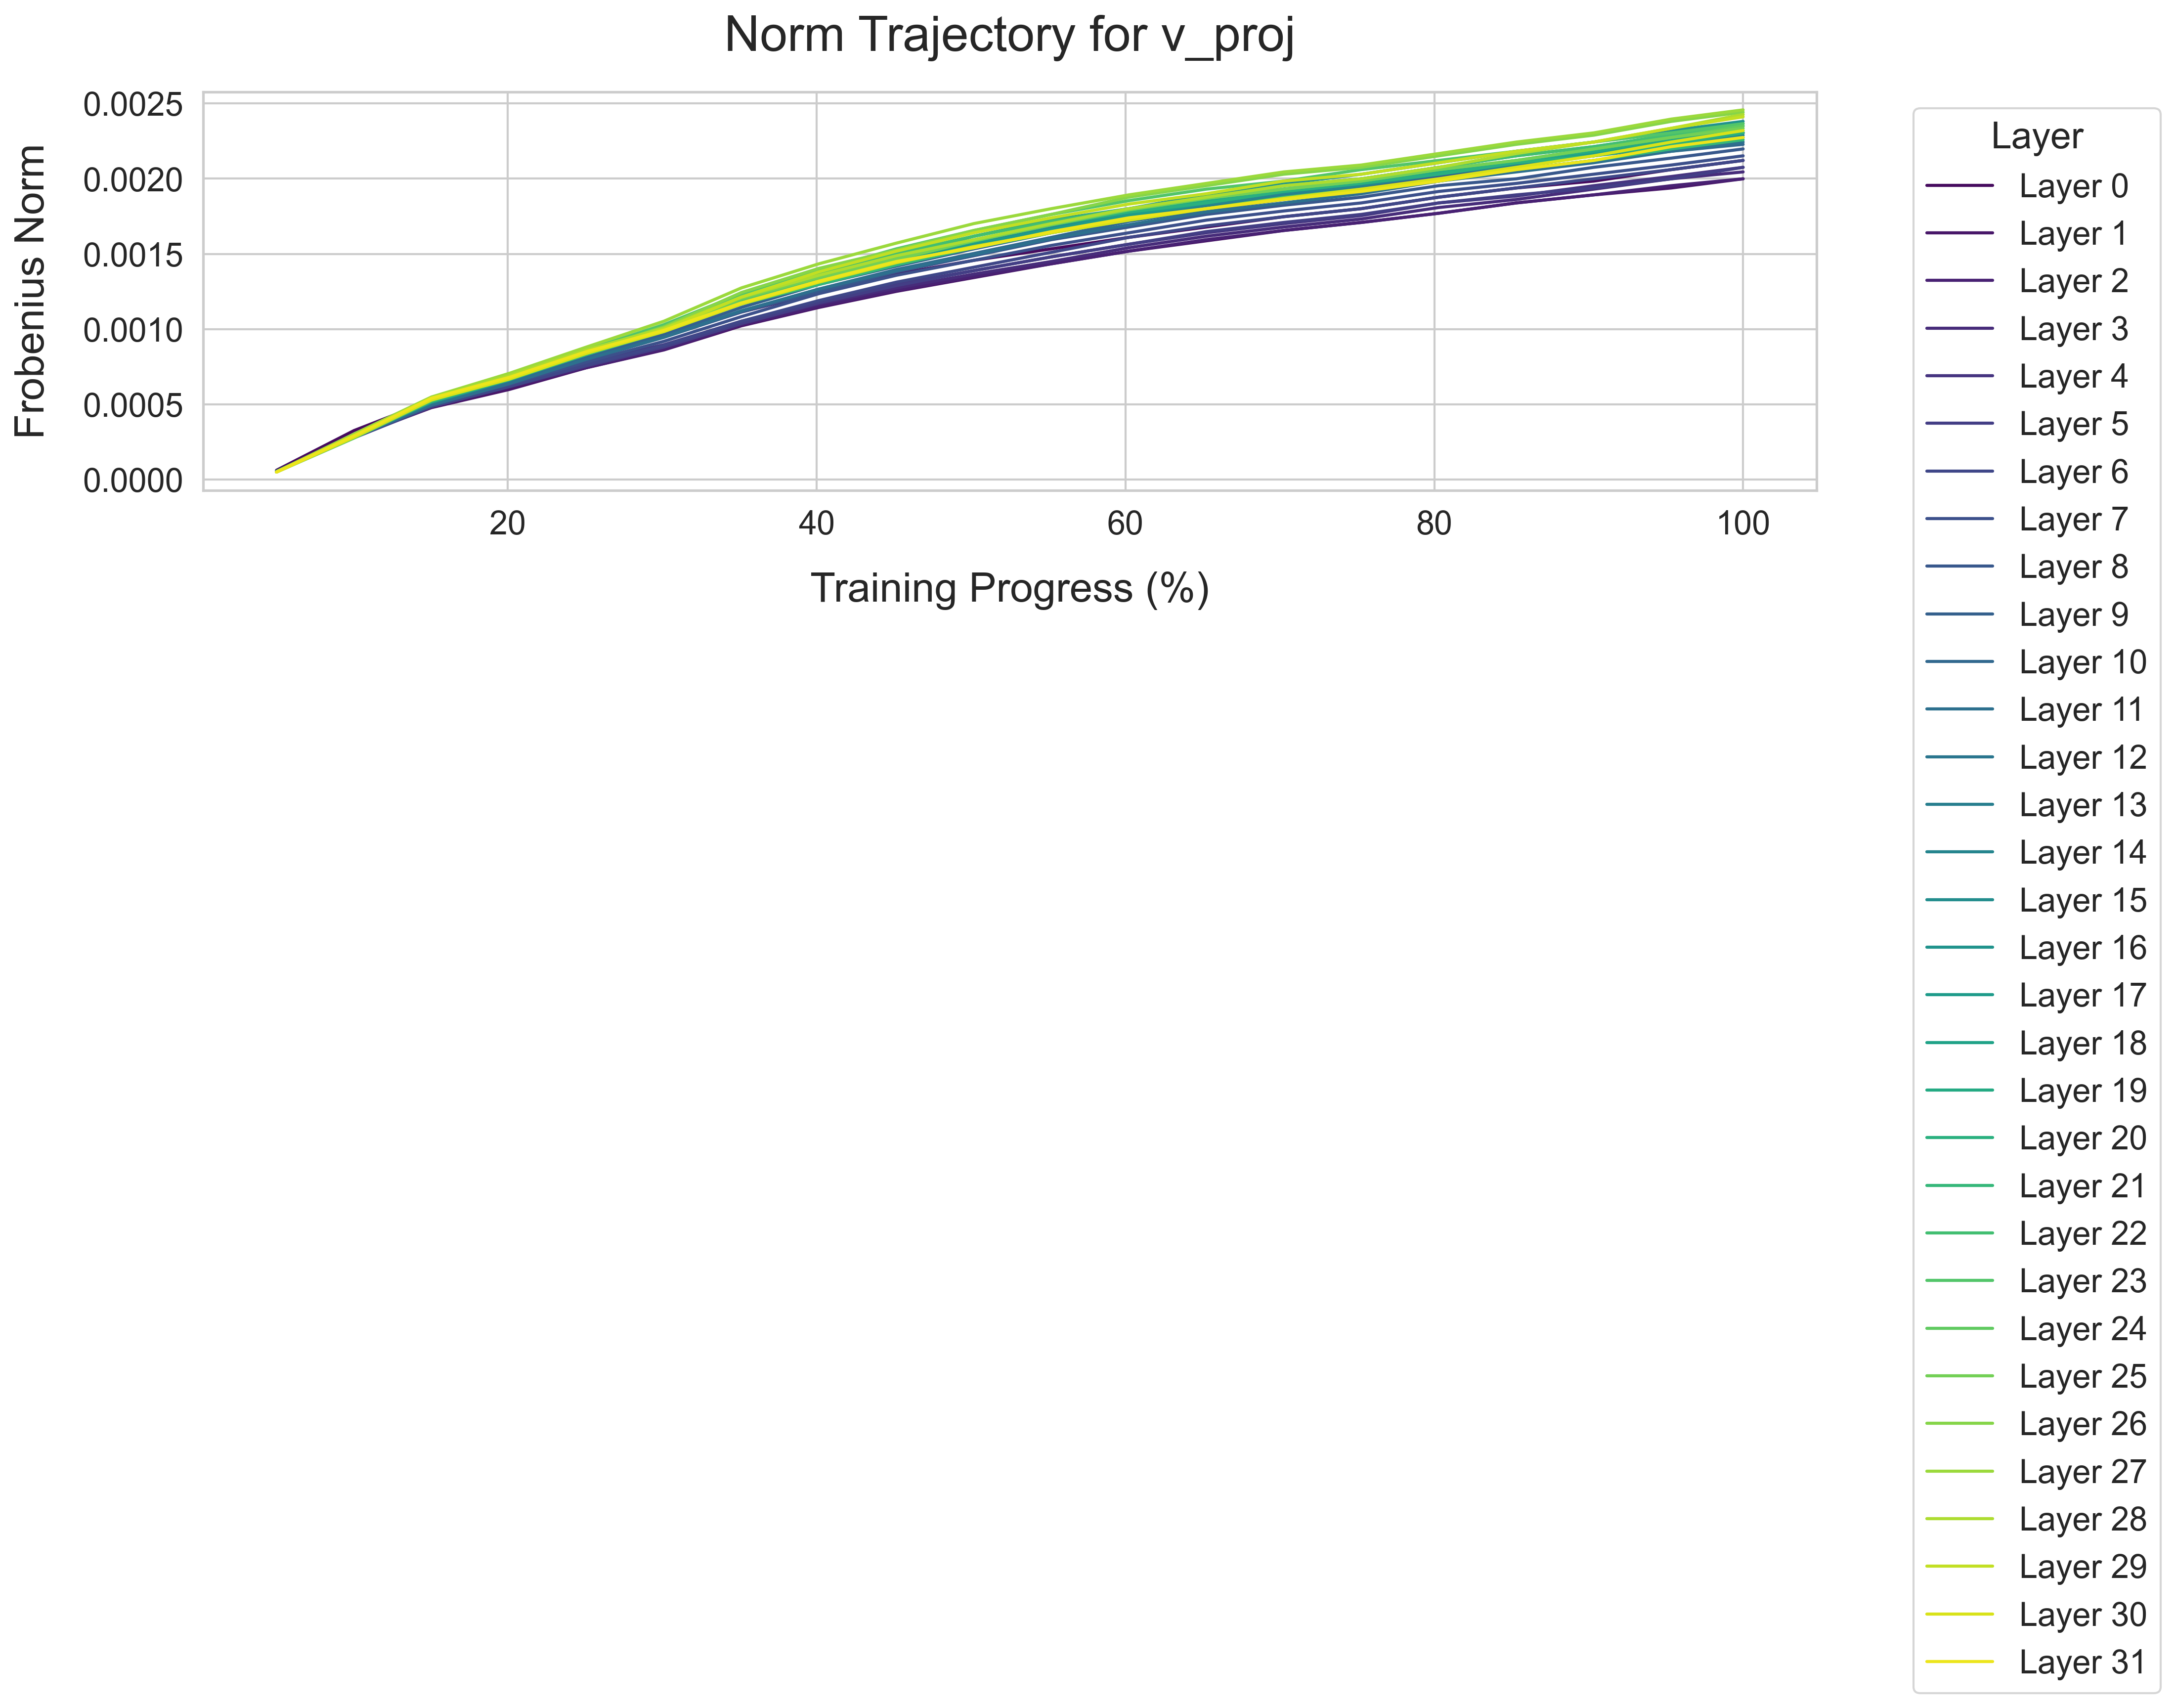 Norm Trajectory for v_proj
Frobenius Norm
0.0025
0.0020
0.0015
0.0010
0.0005
0.0000
20 40 60 80 100
Training Progress (%)
Layer
Layer 0
Layer 1
Layer 2
Layer 3
Layer 4
Layer 5
Layer 6
Layer 7
Layer 8
Layer 9
Layer 10
Layer 11
Layer 12
Layer 13
Layer 14
Layer 15
Layer 16
Layer 17
Layer 18
Layer 19
Layer 20
Layer 21
Layer 22
Layer 23
Layer 24
Layer 25
Layer 26
Layer 27
Layer 28
Layer 29
Layer 30
Layer 31